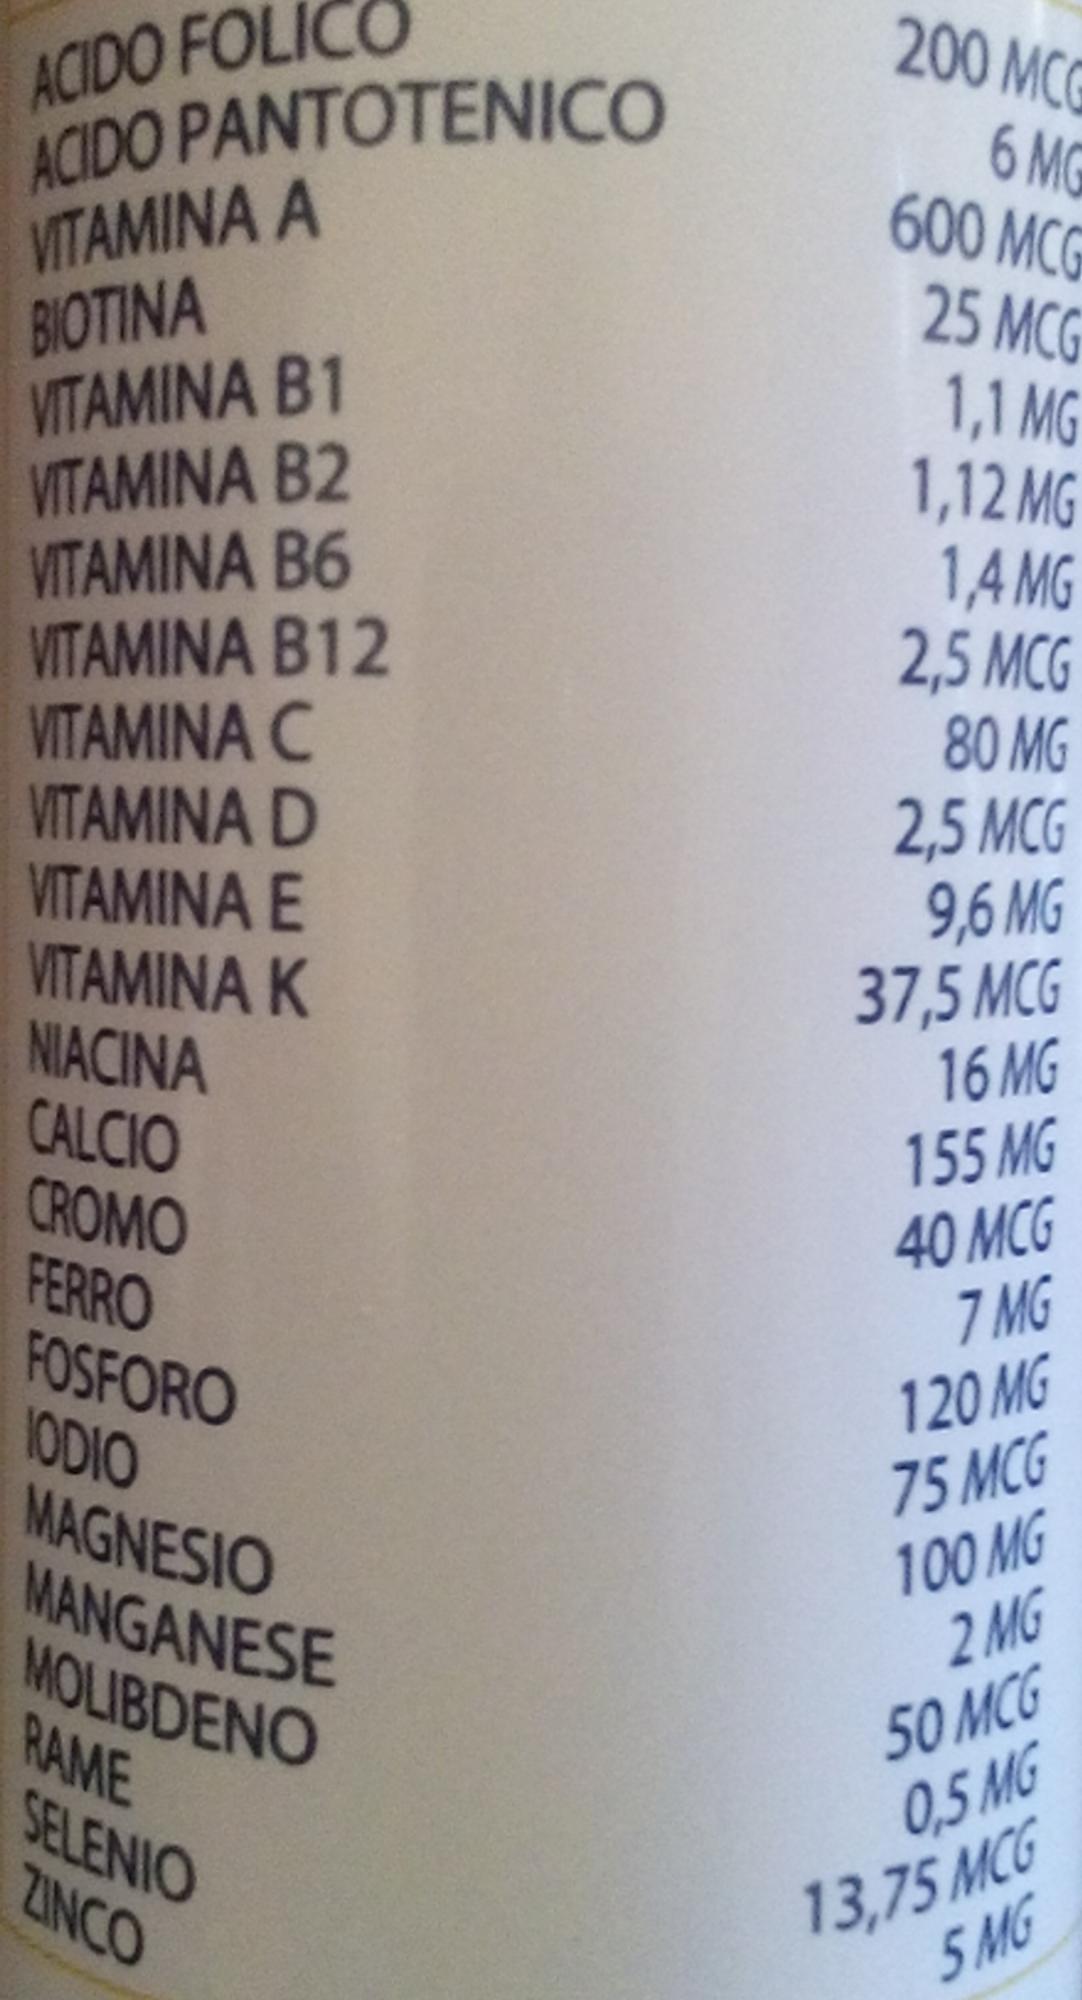 ACIDO FOLICO 200 MCG
ACIDO PANTOTENICO 6 MG
VITAMINA A 600 MCG
BIOTINA 25 MCG
VITAMINA B1 1,1 MG
VITAMINA B2 1,12 MG
VITAMINA B6 1,4 MG
VITAMINA B12 2,5 MCG
VITAMINA C 80 MG
VITAMINA D 2,5 MCG
VITAMINA E 9,6 MG
VITAMINA K 37,5 MCG
NIACINA 16 MG
CALCIO 155 MG
CROMO 40 MCG
FERRO 7 MG
FOSFORO 120 MG
IODIO 75 MCG
MAGNESIO 100 MG
MANGANESE 2 MG
MOLIBDENO 50 MCG
RAME 0,5 MG
SELENIO 13,75 MCG
ZINCO 5 MG